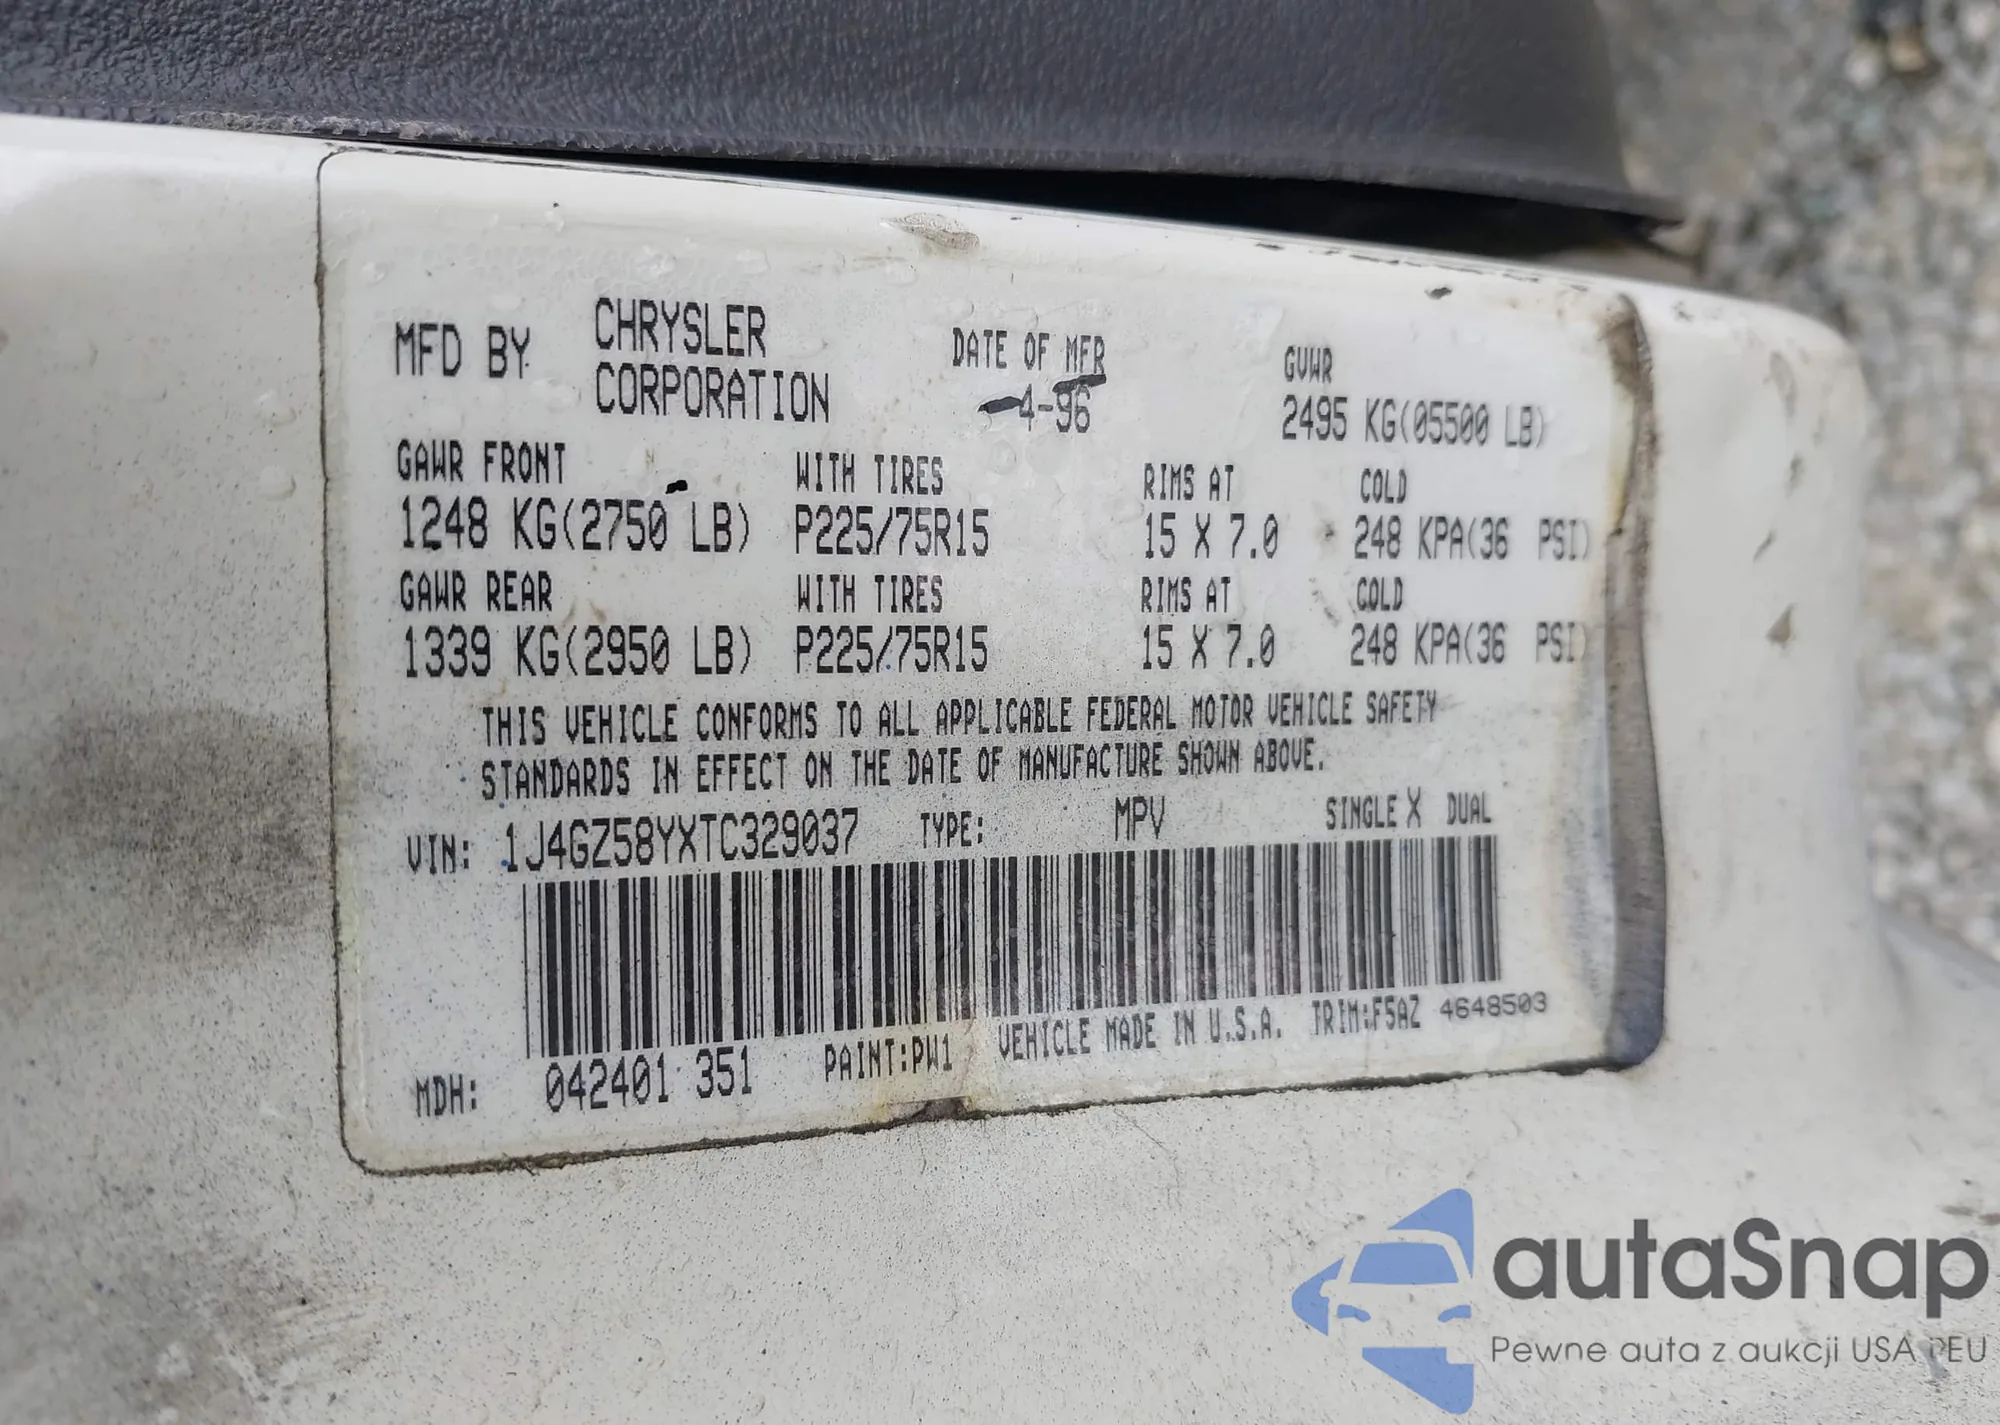 MFD BY CHRYSLER CORPORATION DATE OF MFR 4-96 GVWR 2495 KG(05500 LB)
GAWR FRONT WITH TIRES RIMS AT COLD
1248 KG(2750 LB) P225/75R15 15 X 7.0 248 KPA(36 PSI)
GAWR REAR WITH TIRES RIMS AT COLD
1339 KG(2950 LB) P225/75R15 15 X 7.0 248 KPA(36 PSI)
THIS VEHICLE CONFORMS TO ALL APPLICABLE FEDERAL MOTOR VEHICLE SAFETY
STANDARDS IN EFFECT ON THE DATE OF MANUFACTURE SHOWN ABOVE.
VIN: 1J4GZ58YXTC329037 TYPE: MPV SINGLE X DUAL
MDH: 042401 351 PAINT:PW1 VEHICLE MADE IN U.S.A. TRIM:F5AZ 4648503
autaSnap
Pewne auta z aukcji USA i EU